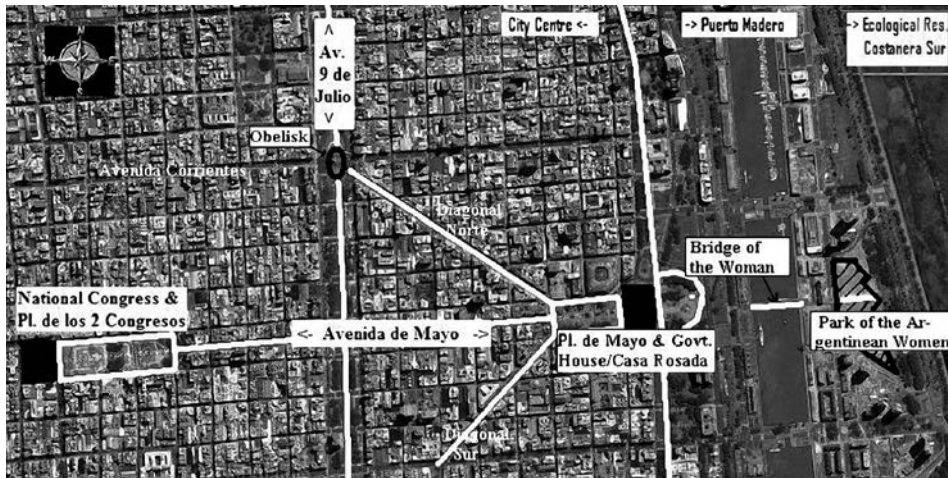 City Centre <-
-> Puerto Madero
-> Ecological Res.
Costanera Sur
N
^
Av.
9 de
Julio
v
Obelisk
Avenida Corrientes
Diagonal
Norte
Bridge of
the Woman
National Congress &
Pl. de los 2 Congresos
<- Avenida de Mayo ->
Pl. de Mayo & Govt.
House/Casa Rosada
Park of the Ar-
gentinean Women
Diagonal
Sur